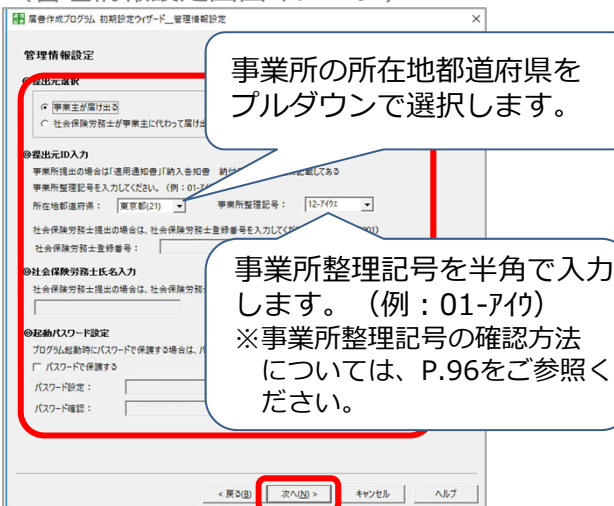 届書作成プログラム 初期設定ウィザード__管理情報設定
管理情報設定
事業主が届け出る
社会保険労務士が事業主に代わって届け出
事業所の所在地都道府県を
プルダウンで選択します。
◎提出元ID入力
事業所提出の場合は「適用通知書」「納入告知書 納付
記載してある
事業所整理記号を入力してください。(例:01-ｱｲ
所在地都道府県: 東京都(21) 事業所整理記号: 12-ｱｲｳｴ
社会保険労務士提出の場合は、社会保険労務士登録番号を入力してくだ
社会保険労務士登録番号:
◎社会保険労務士氏名入力
社会保険労務士提出の場合は、社会保険労務
事業所整理記号を半角で入力
します。(例:01-ｱｲｳ)
※事業所整理記号の確認方法
については、P.96をご参照く
ださい。
◎起動パスワード設定
プログラム起動時にパスワードで保護する場合は、パ
パスワードで保護する
パスワード設定:
パスワード確認:
< 戻る(B) 次へ(N) > キャンセル ヘルプ